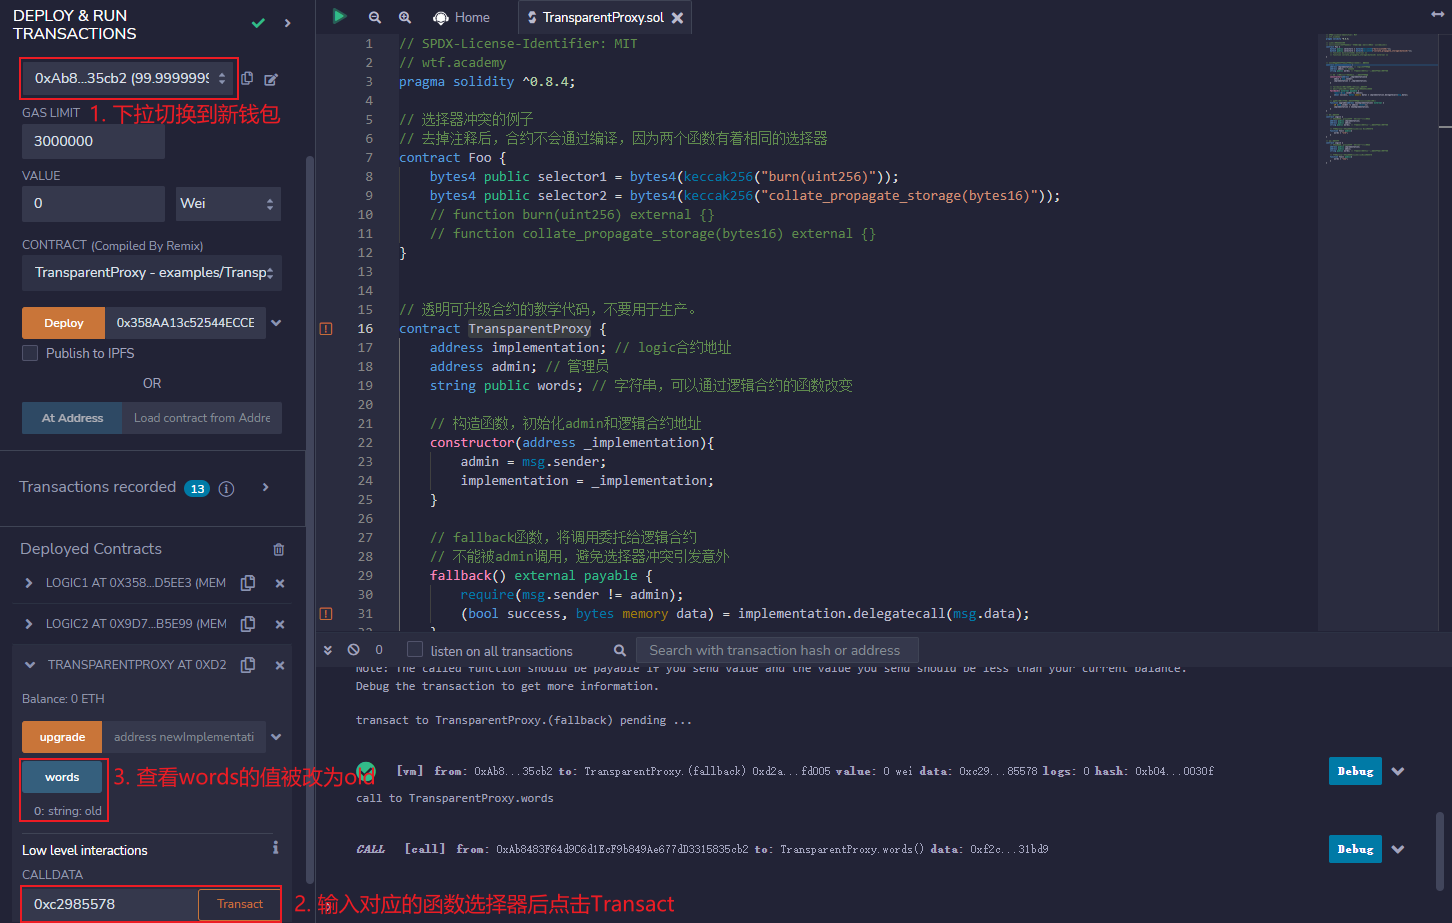 DEPLOY & RUN
TRANSACTIONS
0xAb8...35cb2 (99.9999999
1. 下拉切换到新钱包
GAS LIMIT
3000000
VALUE
0
Wei
CONTRACT (Compiled By Remix)
TransparentProxy - examples/Transp
Deploy
0x358AA13c52544ECCE
Publish to IPFS
OR
At Address
Load contract from Addre
Transactions recorded 13 i
Deployed Contracts
LOGIC1 AT 0X358...D5EE3 (MEM
LOGIC2 AT 0X9D7...B5E99 (MEM
TRANSPARENTPROXY AT 0XD2
Balance: 0 ETH
upgrade
address newImplementati
words
3. 查看words的值被改为old
0: string: old
Low level interactions
i
CALLDATA
0xc2985578
Transact
2. 输入对应的函数选择器后点击Transact
Home
TransparentProxy.sol
1 // SPDX-License-Identifier: MIT
2 // wtf.academy
3 pragma solidity ^0.8.4;
4
5 // 选择器冲突的例子
6 // 去掉注释后，合约不会通过编译，因为两个函数有着相同的选择器
7 contract Foo {
8 bytes4 public selector1 = bytes4(keccak256("burn(uint256)"));
9 bytes4 public selector2 = bytes4(keccak256("collate_propagate_storage(bytes16)"));
10 // function burn(uint256) external {}
11 // function collate_propagate_storage(bytes16) external {}
12 }
13
14
15 // 透明可升级合约的教学代码，不要用于生产。
16 contract TransparentProxy {
17 address implementation; // logic合约地址
18 address admin; // 管理员
19 string public words; // 字符串，可以通过逻辑合约的函数改变
20
21 // 构造函数，初始化admin和逻辑合约地址
22 constructor(address _implementation){
23 admin = msg.sender;
24 implementation = _implementation;
25 }
26
27 // fallback函数，将调用委托给逻辑合约
28 // 不能被admin调用，避免选择器冲突引发意外
29 fallback() external payable {
30 require(msg.sender != admin);
31 (bool success, bytes memory data) = implementation.delegatecall(msg.data);
0
listen on all transactions
Search with transaction hash or address
Note: The called function should be payable if you send value and the value you send should be less than your current balance.
Debug the transaction to get more information.
transact to TransparentProxy.(fallback) pending ...
[vm] from: 0xAb8...35cb2 to: TransparentProxy.(fallback) 0xd2a...fd005 value: 0 wei data: 0xc29...85578 logs: 0 hash: 0xb04...0030f
Debug
call to TransparentProxy.words
CALL [call] from: 0xAb8483F64d9C6d1EcF9b849Ae677dD3315835cb2 to: TransparentProxy.words() data: 0xf2c...31bd9
Debug